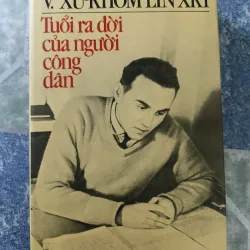 V. XU-KHÔM LIN XKI
Tuổi ra đời
của người
công
dân